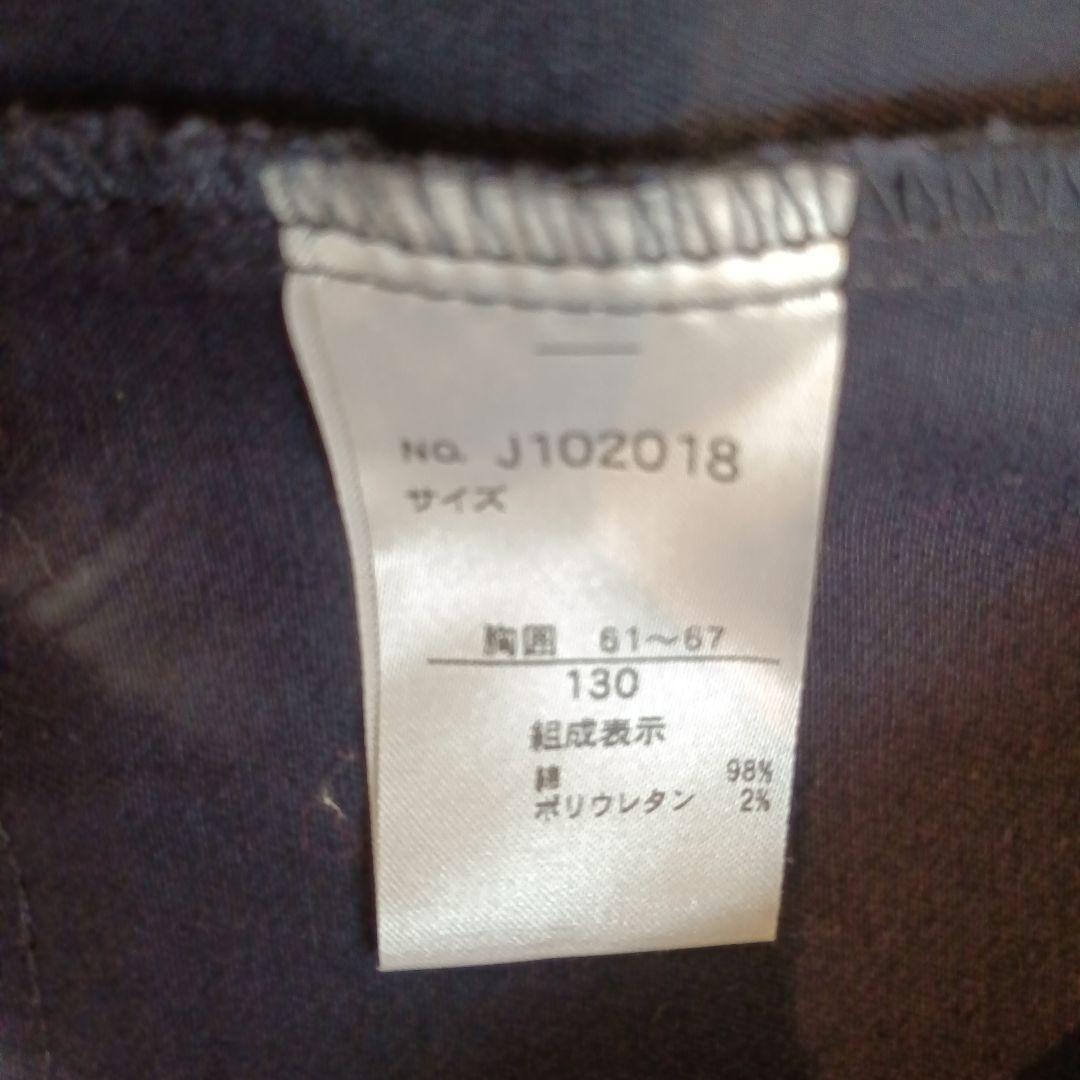 No. J102018
サイズ
胸囲 61～67
130
組成表示
綿 98%
ポリウレタン 2%